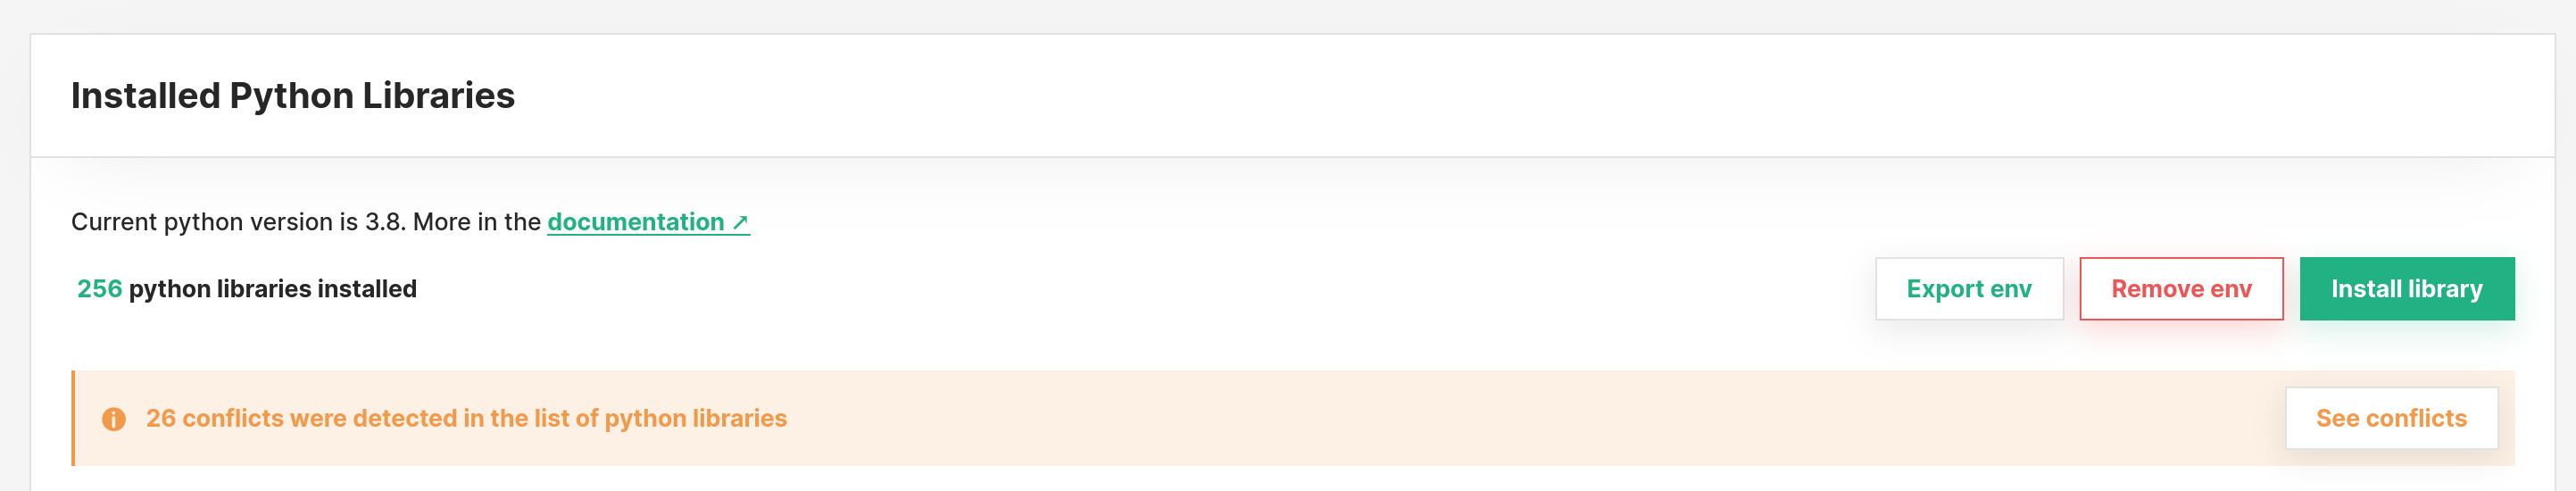 Installed Python Libraries
Current python version is 3.8. More in the documentation ↗
256 python libraries installed
Export env
Remove env
Install library
26 conflicts were detected in the list of python libraries
See conflicts